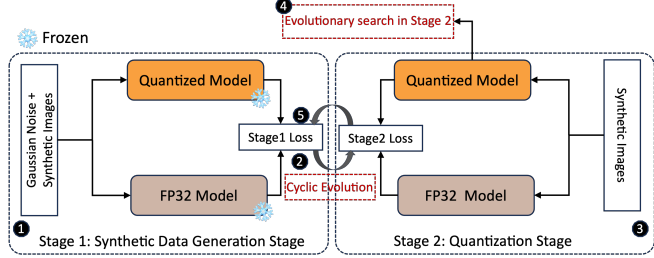 4
Evolutionary search in Stage 2
Frozen
Gaussian Noise +
Synthetic Images
Quantized Model
5
Stage1 Loss
2
FP32 Model
Cyclic Evolution
1
Stage 1: Synthetic Data Generation Stage
Quantized Model
Stage2 Loss
FP32 Model
Synthetic Images
3
Stage 2: Quantization Stage